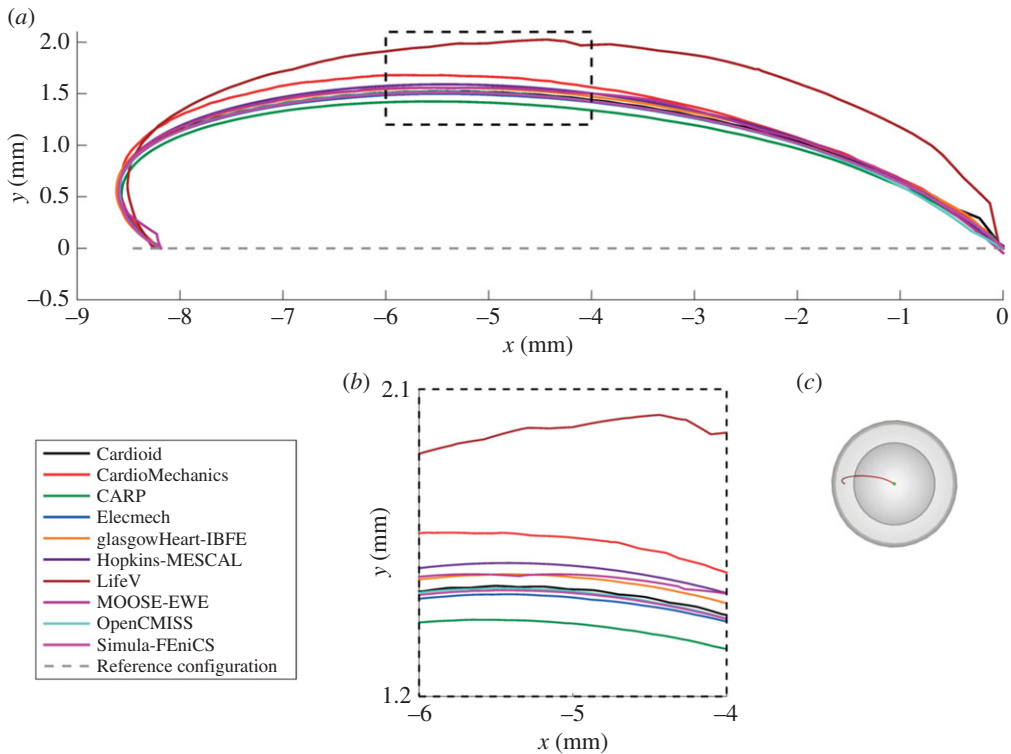 (a)
2.0
1.5
1.0
0.5
0
−0.5
y (mm)
−9 −8 −7 −6 −5 −4 −3 −2 −1 0
x (mm)
(b)
(c)
2.1
y (mm)
1.2
−6 −5 −4
x (mm)
Cardioid
CardioMechanics
CARP
Elecmech
glasgowHeart-IBFE
Hopkins-MESCAL
LifeV
MOOSE-EWE
OpenCMISS
Simula-FEniCS
Reference configuration